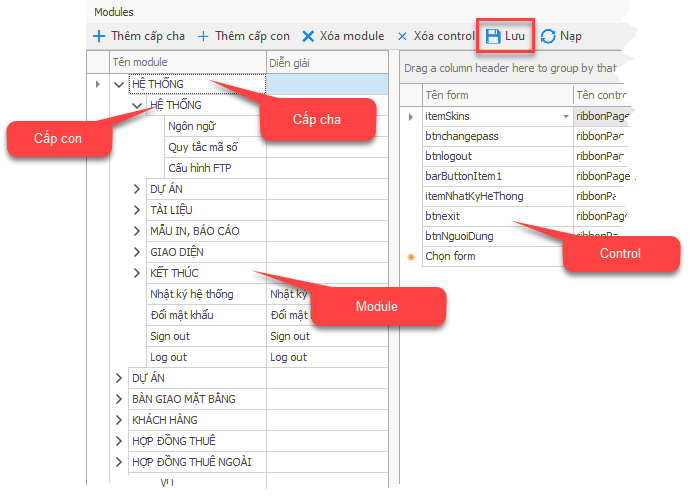 Modules
Thêm cấp cha Thêm cấp con Xóa module Xóa control Lưu Nạp
Tên module Diễn giải
Drag a column header here to group by that
HỆ THỐNG
Tên form Tên contro
HỆ THỐNG
itemSkins ribbonPage
Cấp cha
Ngôn ngữ
btnchangepass ribbonPag
Cấp con
Quy tắc mã số
btnlogout ribbonPage
Cấu hình FTP
barButtonItem1 ribbonPage
DỰ ÁN
itemNhatKyHeThong ribbonPa
TÀI LIỆU
btnexit ribbonPag
MẪU IN, BÁO CÁO
btnNguoiDung ribbonPa
GIAO DIỆN
Chọn form
Control
KẾT THÚC
Nhật ký hệ thống Nhật ký
Module
Đổi mật khẩu Đổi mật k
Sign out Sign out
Log out Log out
DỰ ÁN
BÀN GIAO MẶT BẰNG
KHÁCH HÀNG
HỢP ĐỒNG THUÊ
HỢP ĐỒNG THUÊ NGOÀI
VỤ